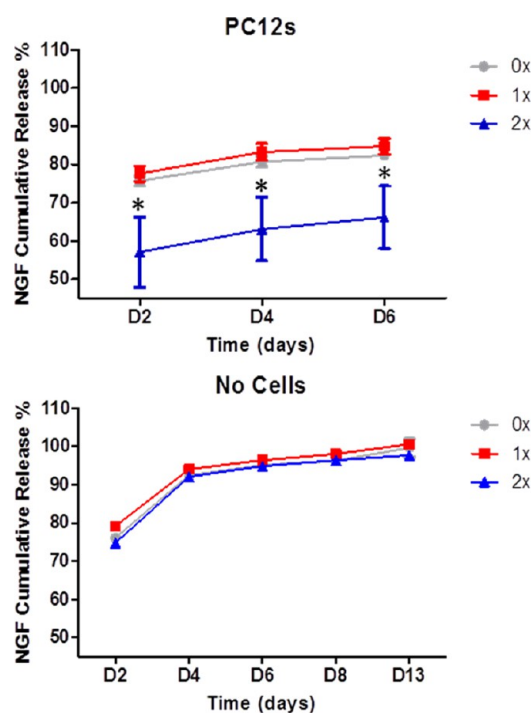 PC12s
NGF Cumulative Release %
110
100
90
80
70
60
50
* * *
D2 D4 D6
Time (days)
0x
1x
2x
No Cells
NGF Cumulative Release %
110
100
90
80
70
60
50
D2 D4 D6 D8 D13
Time (days)
0x
1x
2x